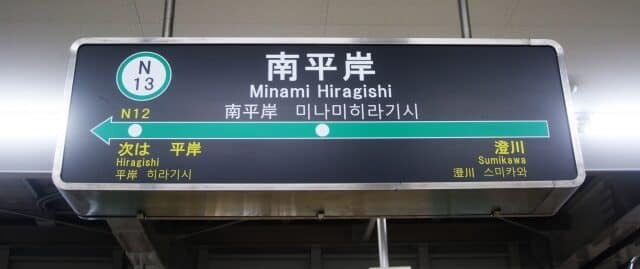 N
13
南平岸
Minami Hiragishi
南平岸 미나미히라기시
N12
次は 平岸
Hiragishi
平岸 히라기시
澄川
Sumikawa
澄川 스미카와